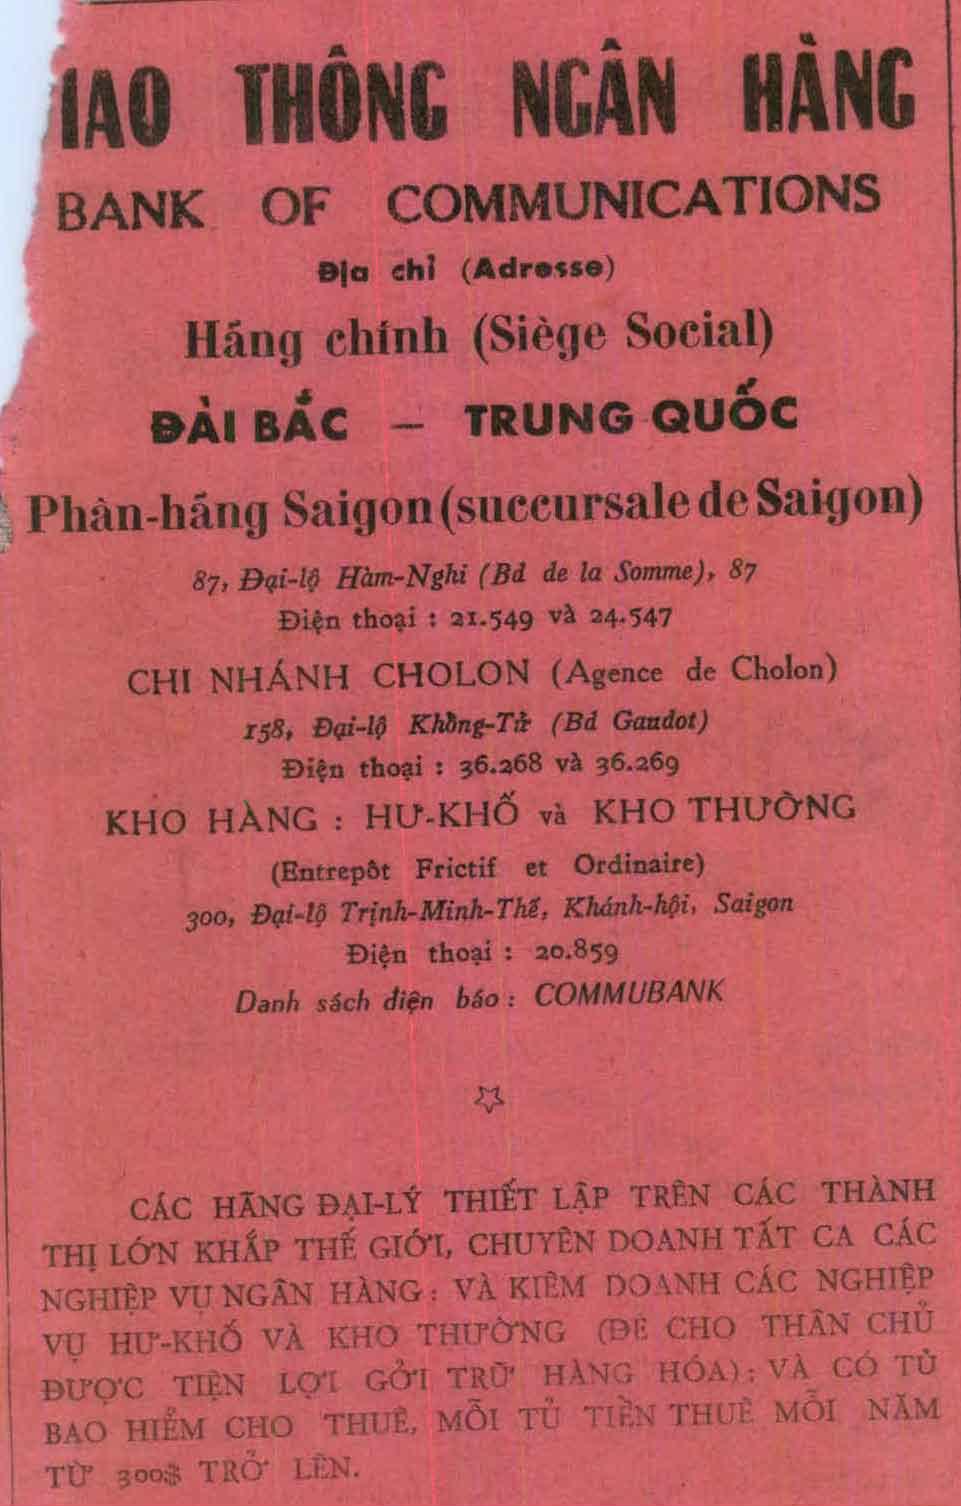 IAO THÔNG NGÂN HÀNG
BANK OF COMMUNICATIONS
Địa chỉ (Adresse)
Hãng chính (Siège Social)
ĐÀI BẮC — TRUNG QUỐC
Phân-hãng Saigon (succursale de Saigon)
87, Đại-lộ Hàm-Nghi (Bd de la Somme), 87
Điện thoại : 21.549 và 24.547
CHI NHÁNH CHOLON (Agence de Cholon)
158, Đại-lộ Khồng-Tử (Bd Gaudot)
Điện thoại : 36.268 và 36.269
KHO HÀNG : HƯ-KHỐ và KHO THƯỜNG
(Entrepôt Frictif et Ordinaire)
300, Đại-lộ Trịnh-Minh-Thế, Khánh-hội, Saigon
Điện thoại : 20.859
Danh sách điện báo : COMMUBANK
CÁC HÃNG ĐẠI-LÝ THIẾT LẬP TRÊN CÁC THÀNH
THỊ LỚN KHẮP THẾ GIỚI, CHUYÊN DOANH TẤT CA CÁC
NGHIỆP VỤ NGÂN HÀNG : VÀ KIÊM DOANH CÁC NGHIỆP
VỤ HƯ-KHỐ VÀ KHO THƯỜNG (ĐE CHO THÂN CHỦ
ĐƯỢC TIỆN LỢI GỞI TRỮ HÀNG HÓA) : VÀ CÓ TỦ
BAO HIỂM CHO THUÊ, MỖI TỦ TIỀN THUÊ MỖI NĂM
TỪ 300$ TRỞ LÊN.